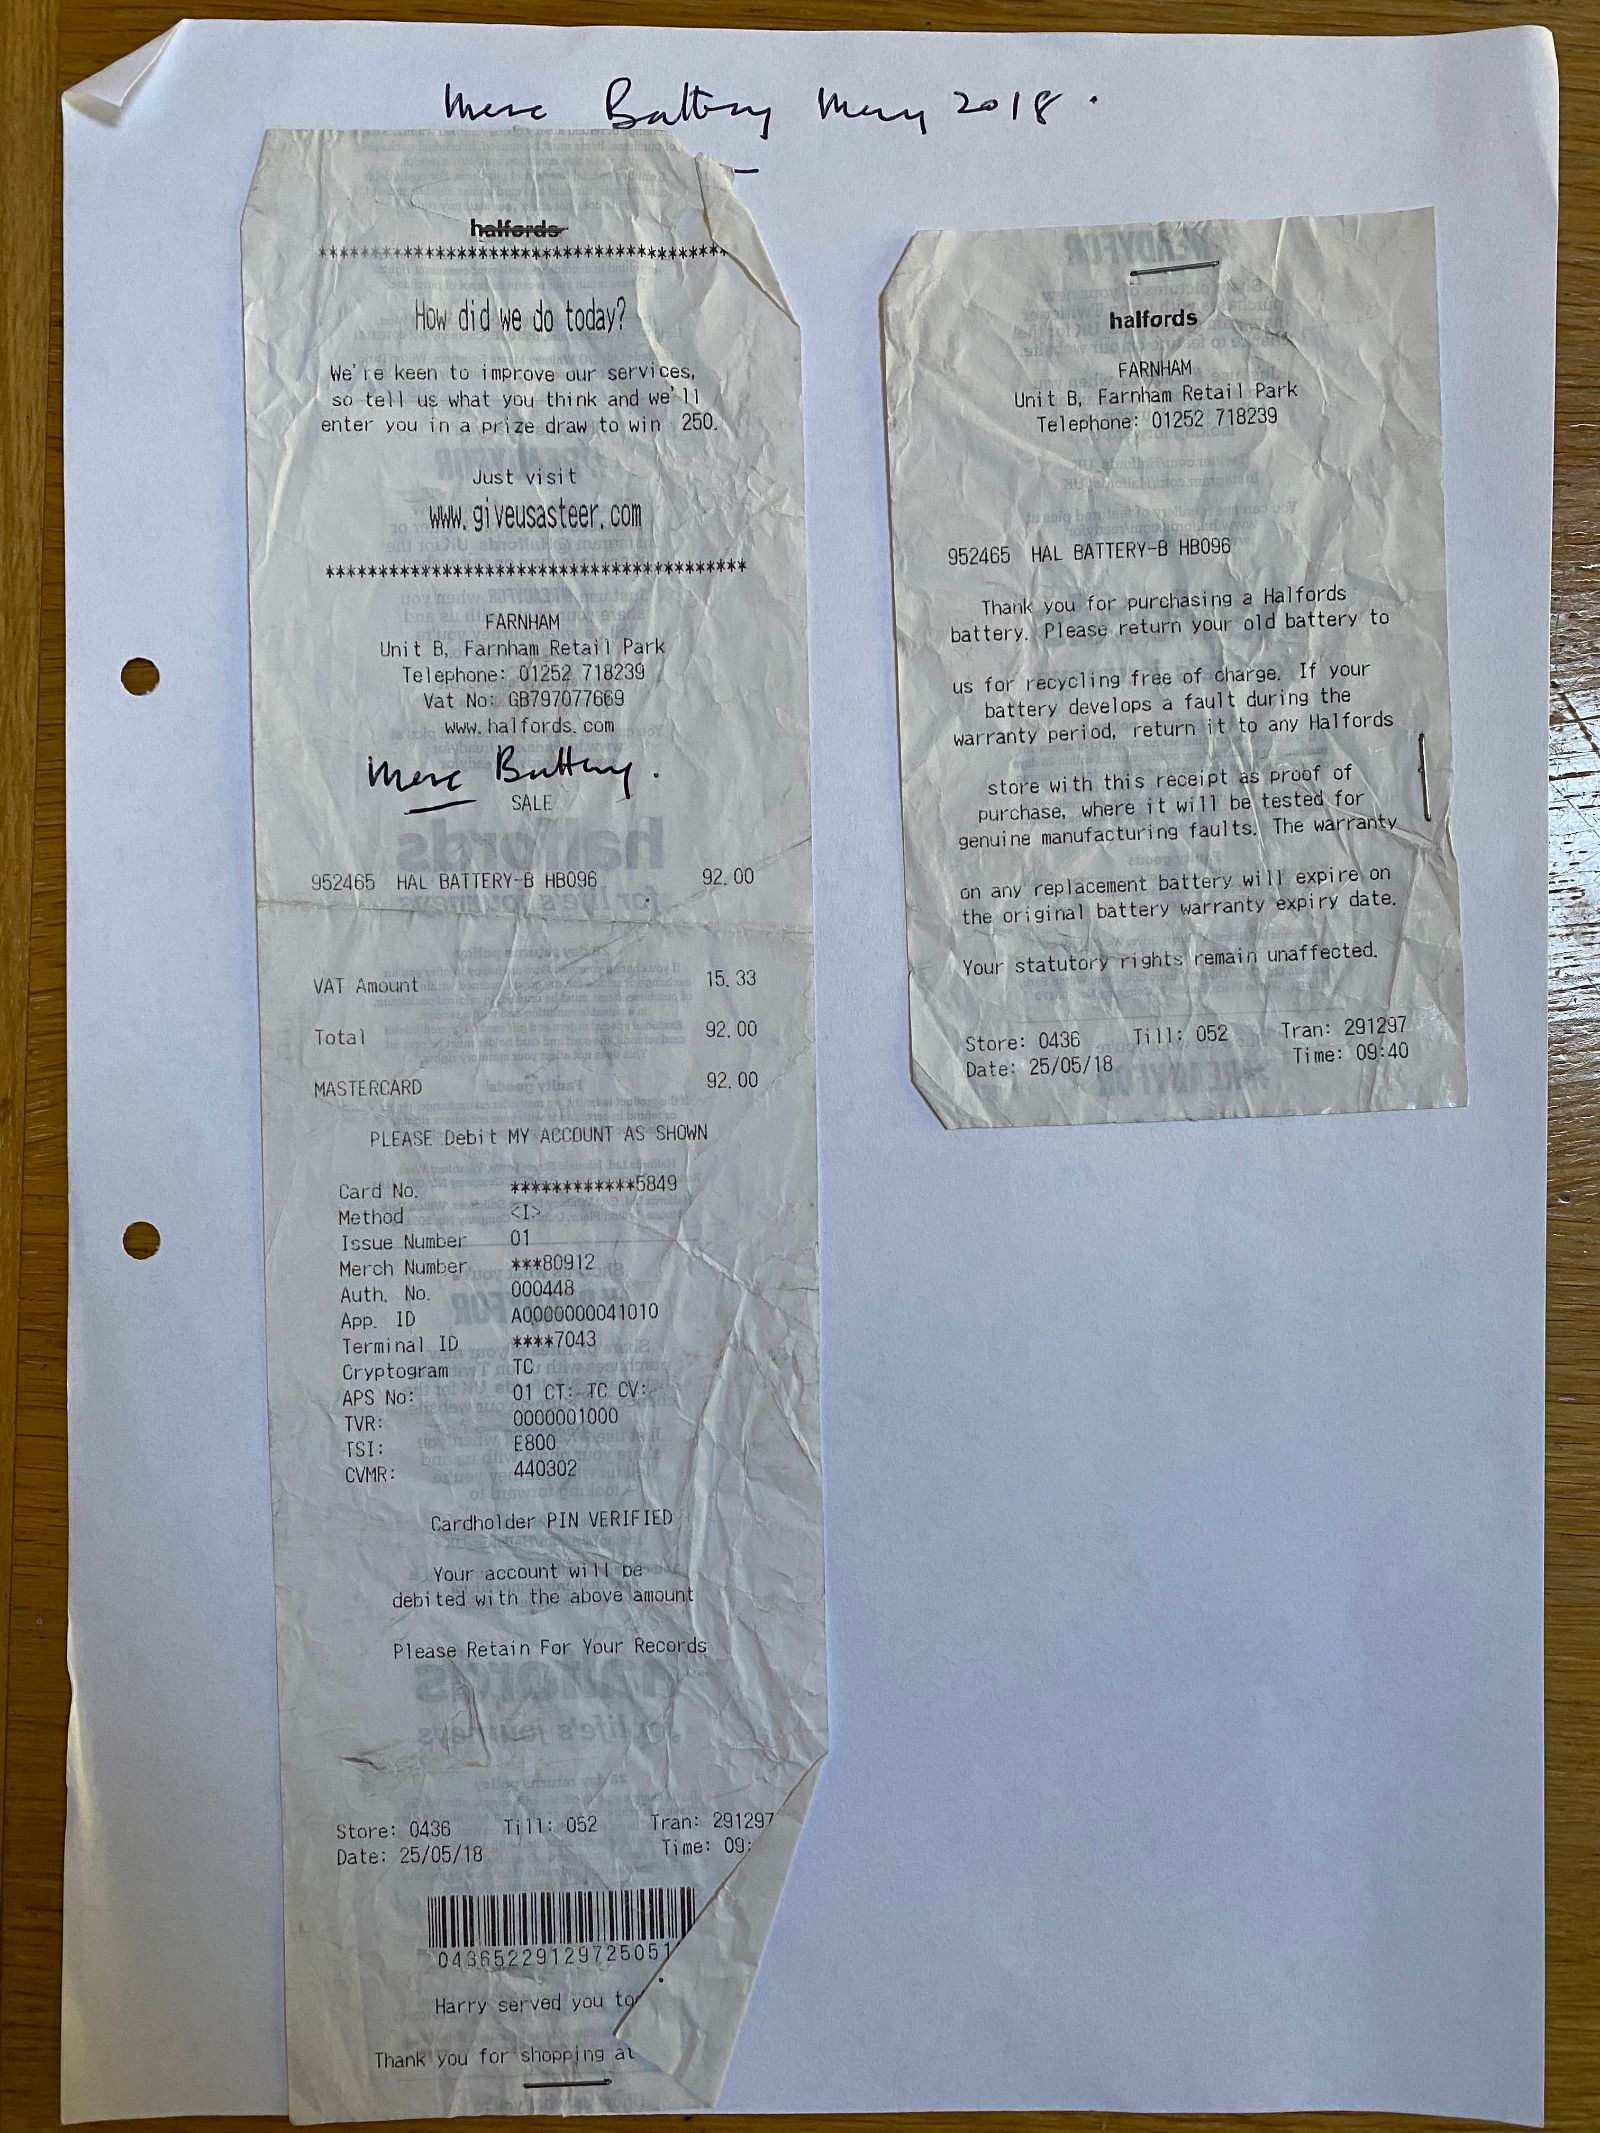 Merc Battery May 2018.
halfords
***************************************
How did we do today?
We're keen to improve our services,
so tell us what you think and we'll
enter you in a prize draw to win 250.
Just visit
www.giveusasteer.com
****************************************
FARNHAM
Unit B, Farnham Retail Park
Telephone: 01252 718239
Vat No: GB797077669
www.halfords.com
Merc Battery.
SALE
952465 HAL BATTERY-B HB096 92.00
VAT Amount 15.33
Total 92.00
MASTERCARD 92.00
PLEASE Debit MY ACCOUNT AS SHOWN
Card No. ************5849
Method <I>
Issue Number 01
Merch Number ***80912
Auth. No. 000448
App. ID A0000000041010
Terminal ID ****7043
Cryptogram TC
APS No: 01 CT: TC CV:
TVR: 0000001000
TSI: E800
CVMR: 440302
Cardholder PIN VERIFIED
Your account will be
debited with the above amount
Please Retain For Your Records
Store: 0436 Till: 052 Tran: 291297
Date: 25/05/18 Time: 09:
04365229129725051
Harry served you
Thank you for shopping at
halfords
FARNHAM
Unit B, Farnham Retail Park
Telephone: 01252 718239
952465 HAL BATTERY-B HB096
Thank you for purchasing a Halfords
battery. Please return your old battery to
us for recycling free of charge. If your
battery develops a fault during the
warranty period, return it to any Halfords
store with this receipt as proof of
purchase, where it will be tested for
genuine manufacturing faults. The warranty
on any replacement battery will expire on
the original battery warranty expiry date.
Your statutory rights remain unaffected.
Store: 0436 Till: 052 Tran: 291297
Date: 25/05/18 Time: 09:40